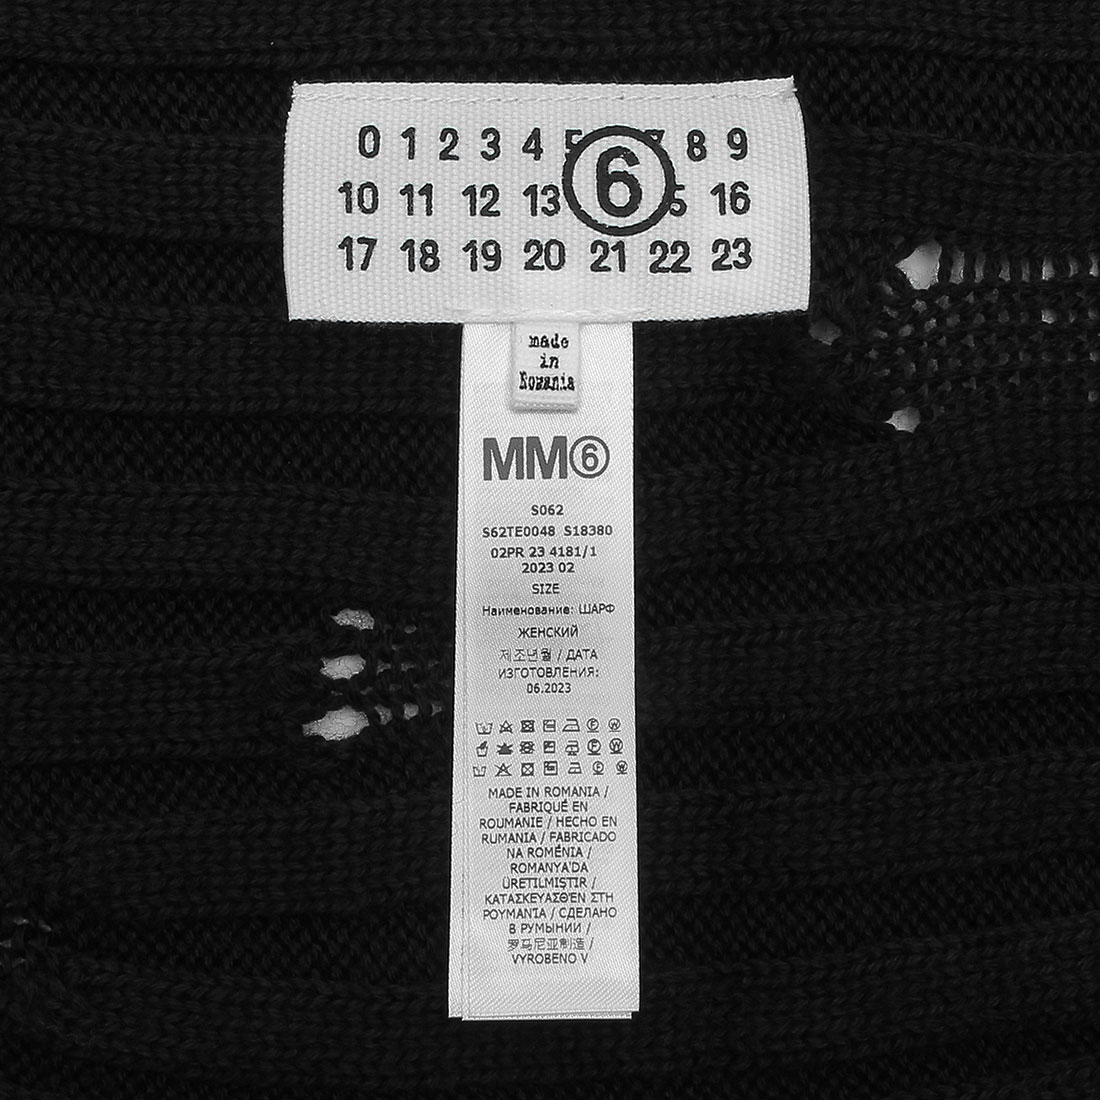 0 1 2 3 4 5 6 7 8 9
10 11 12 13 15 16
17 18 19 20 21 22 23
made
in
Romania
MM6
S062
S62TE0048 S18380
02PR 23 4181/1
2023 02
SIZE
Наименование: ШАРФ
ЖЕНСКИЙ
제조년월 / ДАТА
ИЗГОТОВЛЕНИЯ:
06.2023
MADE IN ROMANIA /
FABRIQUÉ EN
ROUMANIE / HECHO EN
RUMANIA / FABRICADO
NA ROMÉNIA /
ROMANYA'DA
ÜRETILMIŞTIR /
ΚΑΤΑΣΚΕΥΑΣΘΈΝ ΣΤΗ
ΡΟΥΜΑΝΙΑ / СДЕЛАНО
В РУМЫНИИ /
罗马尼亚制造 /
VYROBENO V